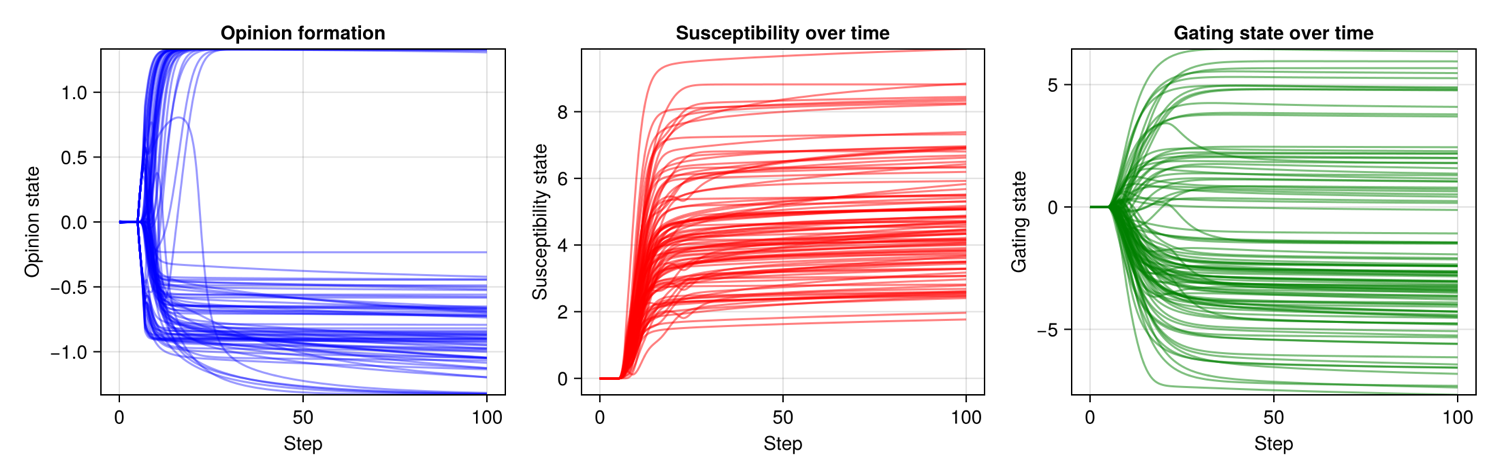 Opinion formation
Opinion state
1.0
0.5
0.0
−0.5
−1.0
0
50
100
Step
Susceptibility over time
Susceptibility state
8
6
4
2
0
0
50
100
Step
Gating state over time
Gating state
5
0
−5
0
50
100
Step